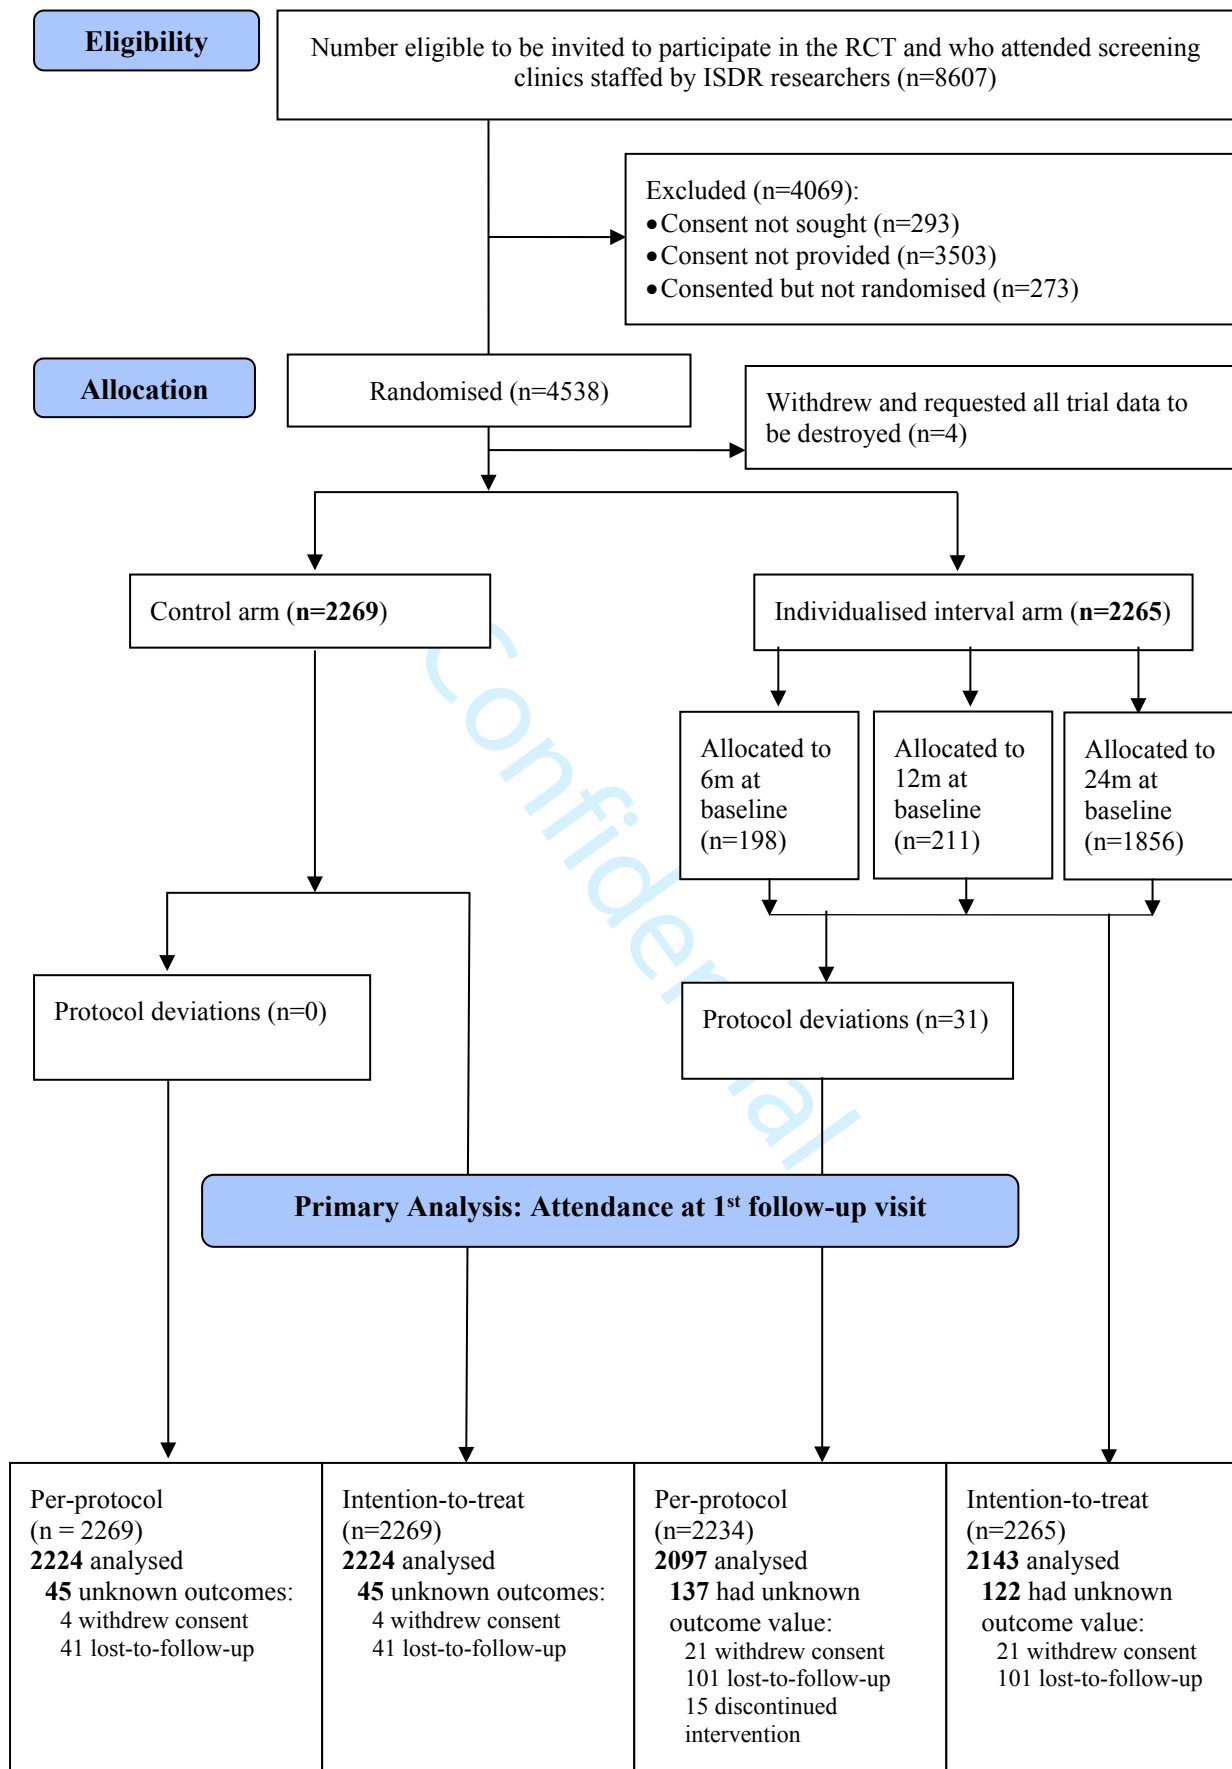 Eligibility
Number eligible to be invited to participate in the RCT and who attended screening
clinics staffed by ISDR researchers (n=8607)
Excluded (n=4069):
•Consent not sought (n=293)
•Consent not provided (n=3503)
•Consented but not randomised (n=273)
Allocation
Randomised (n=4538)
Withdrew and requested all trial data to
be destroyed (n=4)
Control arm (n=2269)
Individualised interval arm (n=2265)
Allocated to
6m at
baseline
(n=198)
Allocated to
12m at
baseline
(n=211)
Allocated to
24m at
baseline
(n=1856)
Confidential
Protocol deviations (n=0)
Protocol deviations (n=31)
Primary Analysis: Attendance at 1st follow-up visit
Per-protocol
(n = 2269)
2224 analysed
45 unknown outcomes:
4 withdrew consent
41 lost-to-follow-up
Intention-to-treat
(n=2269)
2224 analysed
45 unknown outcomes:
4 withdrew consent
41 lost-to-follow-up
Per-protocol
(n=2234)
2097 analysed
137 had unknown
outcome value:
21 withdrew consent
101 lost-to-follow-up
15 discontinued
intervention
Intention-to-treat
(n=2265)
2143 analysed
122 had unknown
outcome value:
21 withdrew consent
101 lost-to-follow-up